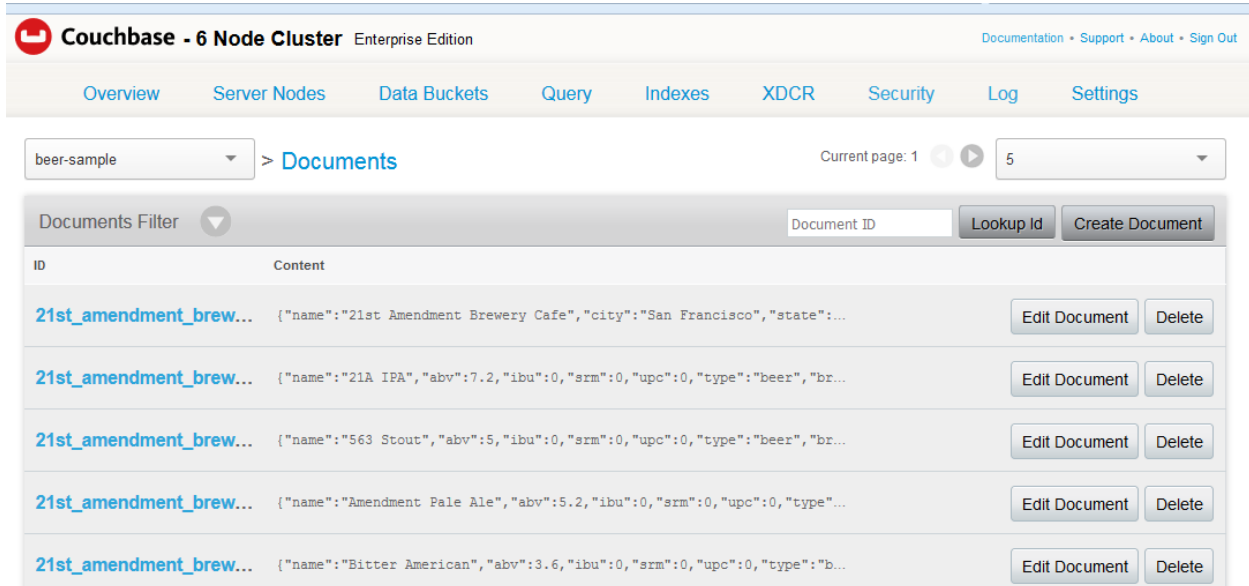 Couchbase - 6 Node Cluster Enterprise Edition
Documentation • Support • About • Sign Out
Overview Server Nodes Data Buckets Query Indexes XDCR Security Log Settings
beer-sample > Documents Current page: 1 5
Documents Filter Document ID Lookup Id Create Document
ID Content
21st_amendment_brew... {"name":"21st Amendment Brewery Cafe","city":"San Francisco","state":... Edit Document Delete
21st_amendment_brew... {"name":"21A IPA","abv":7.2,"ibu":0,"srm":0,"upc":0,"type":"beer","br... Edit Document Delete
21st_amendment_brew... {"name":"563 Stout","abv":5,"ibu":0,"srm":0,"upc":0,"type":"beer","br... Edit Document Delete
21st_amendment_brew... {"name":"Amendment Pale Ale","abv":5.2,"ibu":0,"srm":0,"upc":0,"type"... Edit Document Delete
21st_amendment_brew... {"name":"Bitter American","abv":3.6,"ibu":0,"srm":0,"upc":0,"type":"b... Edit Document Delete